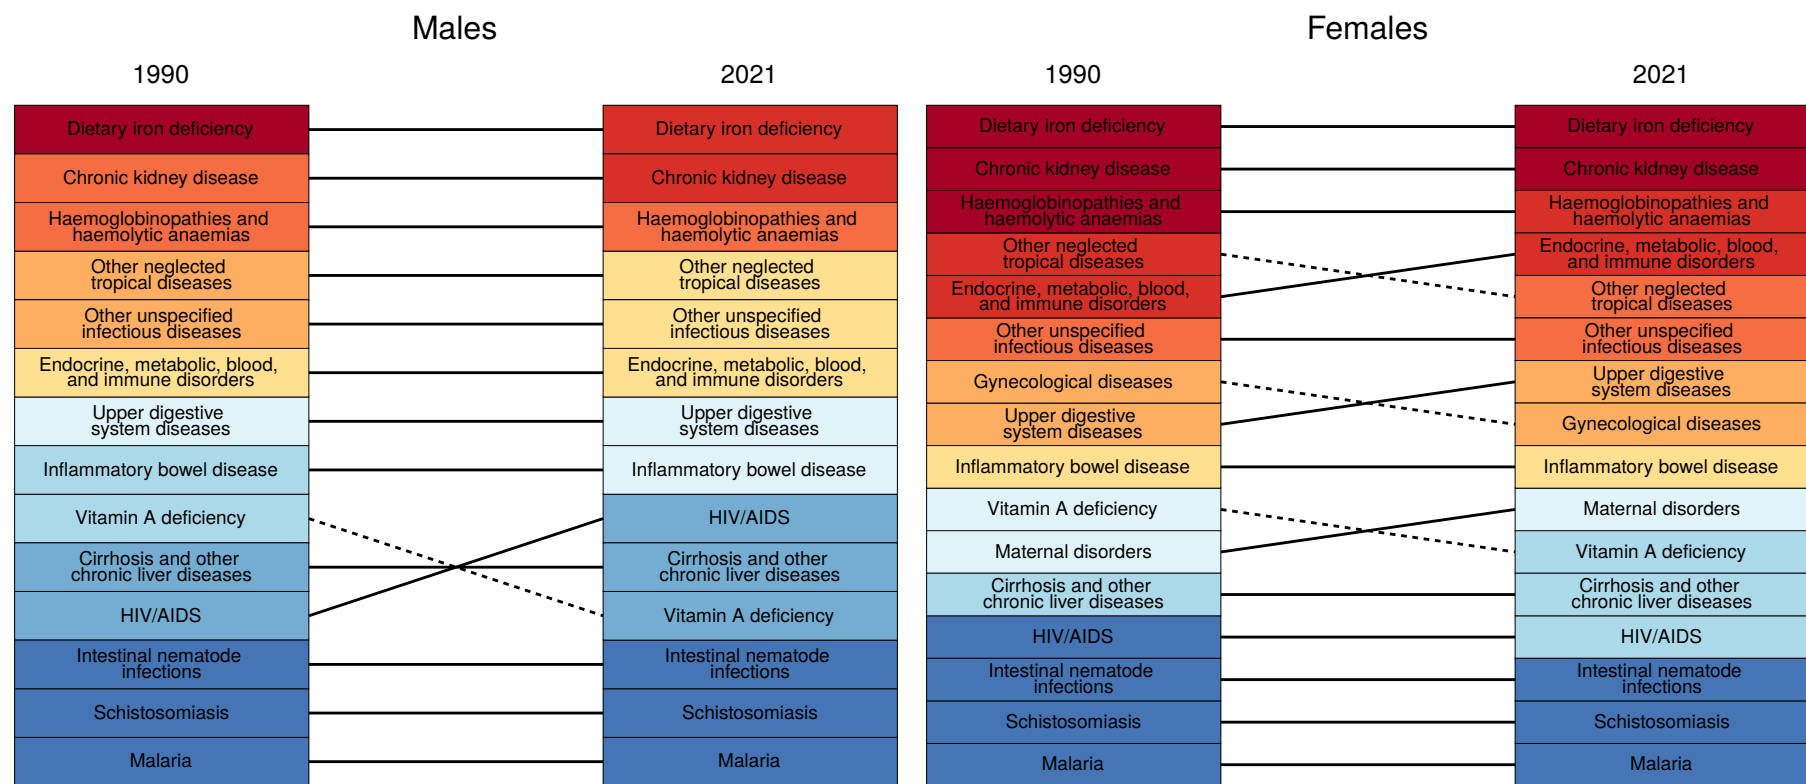 Males
1990
2021
Dietary iron deficiency
Chronic kidney disease
Haemoglobinopathies and
haemolytic anaemias
Other neglected
tropical diseases
Other unspecified
infectious diseases
Endocrine, metabolic, blood,
and immune disorders
Upper digestive
system diseases
Inflammatory bowel disease
Vitamin A deficiency
Cirrhosis and other
chronic liver diseases
HIV/AIDS
Intestinal nematode
infections
Schistosomiasis
Malaria
Dietary iron deficiency
Chronic kidney disease
Haemoglobinopathies and
haemolytic anaemias
Other neglected
tropical diseases
Other unspecified
infectious diseases
Endocrine, metabolic, blood,
and immune disorders
Upper digestive
system diseases
Inflammatory bowel disease
HIV/AIDS
Cirrhosis and other
chronic liver diseases
Vitamin A deficiency
Intestinal nematode
infections
Schistosomiasis
Malaria
Females
1990
2021
Dietary iron deficiency
Chronic kidney disease
Haemoglobinopathies and
haemolytic anaemias
Other neglected
tropical diseases
Endocrine, metabolic, blood,
and immune disorders
Other unspecified
infectious diseases
Gynecological diseases
Upper digestive
system diseases
Inflammatory bowel disease
Vitamin A deficiency
Maternal disorders
Cirrhosis and other
chronic liver diseases
HIV/AIDS
Intestinal nematode
infections
Schistosomiasis
Malaria
Dietary iron deficiency
Chronic kidney disease
Haemoglobinopathies and
haemolytic anaemias
Endocrine, metabolic, blood,
and immune disorders
Other neglected
tropical diseases
Other unspecified
infectious diseases
Upper digestive
system diseases
Gynecological diseases
Inflammatory bowel disease
Maternal disorders
Vitamin A deficiency
Cirrhosis and other
chronic liver diseases
HIV/AIDS
Intestinal nematode
infections
Schistosomiasis
Malaria